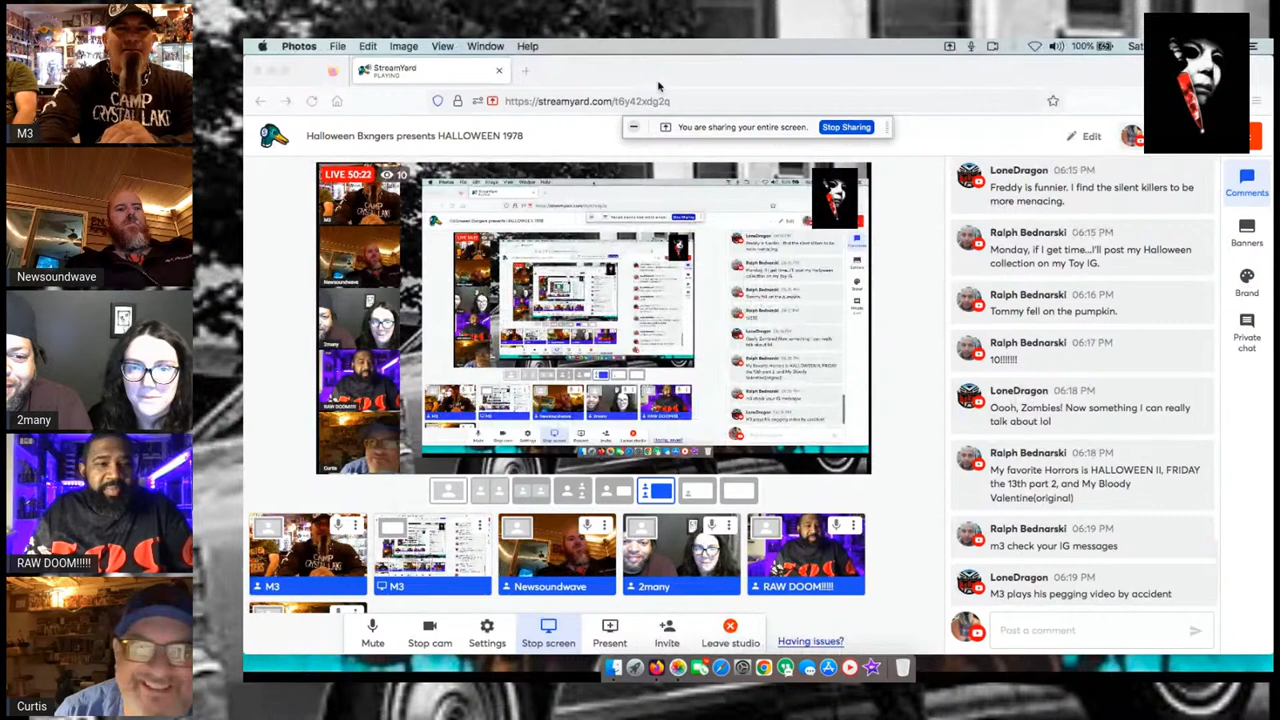 Photos File Edit Image View Window Help
100%
StreamYard
PLAYING
https://streamyard.com/t6y42xdg2q
You are sharing your entire screen. Stop Sharing
Halloween Bxngers presents HALLOWEEN 1978
Edit
CAMP
CRYSTAL LAKE
M3
Newsoundwave
2many
RAW DOOM!!!!!
Curtis
LIVE 50:22
10
M3
Newsoundwave
2many
RAW DOOM!!!!!
Curtis
LoneDragon 06:15 PM
Freddy is funnier. I find the silent killers to be
more menacing.
Ralph Bednarski 06:15 PM
Monday, if I get time...I'll post my Halloween
collection on my Toy IG.
Ralph Bednarski 06:16 PM
Tommy fell on the pumpkin.
Ralph Bednarski 06:17 PM
10!!!!!!!!
LoneDragon 06:18 PM
Oooh, Zombies! Now something I can really
talk about lol
Ralph Bednarski 06:18 PM
My favorite Horrors is HALLOWEEN II, FRIDAY
the 13th part 2, and My Bloody
Valentine(original)
Ralph Bednarski 06:19 PM
m3 check your IG messages
LoneDragon 06:19 PM
M3 plays his pegging video by accident
Post a comment
Comments
Banners
Brand
Private
chat
M3
M3
Newsoundwave
2many
RAW DOOM!!!!!
Mute
Stop cam
Settings
Stop screen
Present
Invite
Leave studio
Having issues?